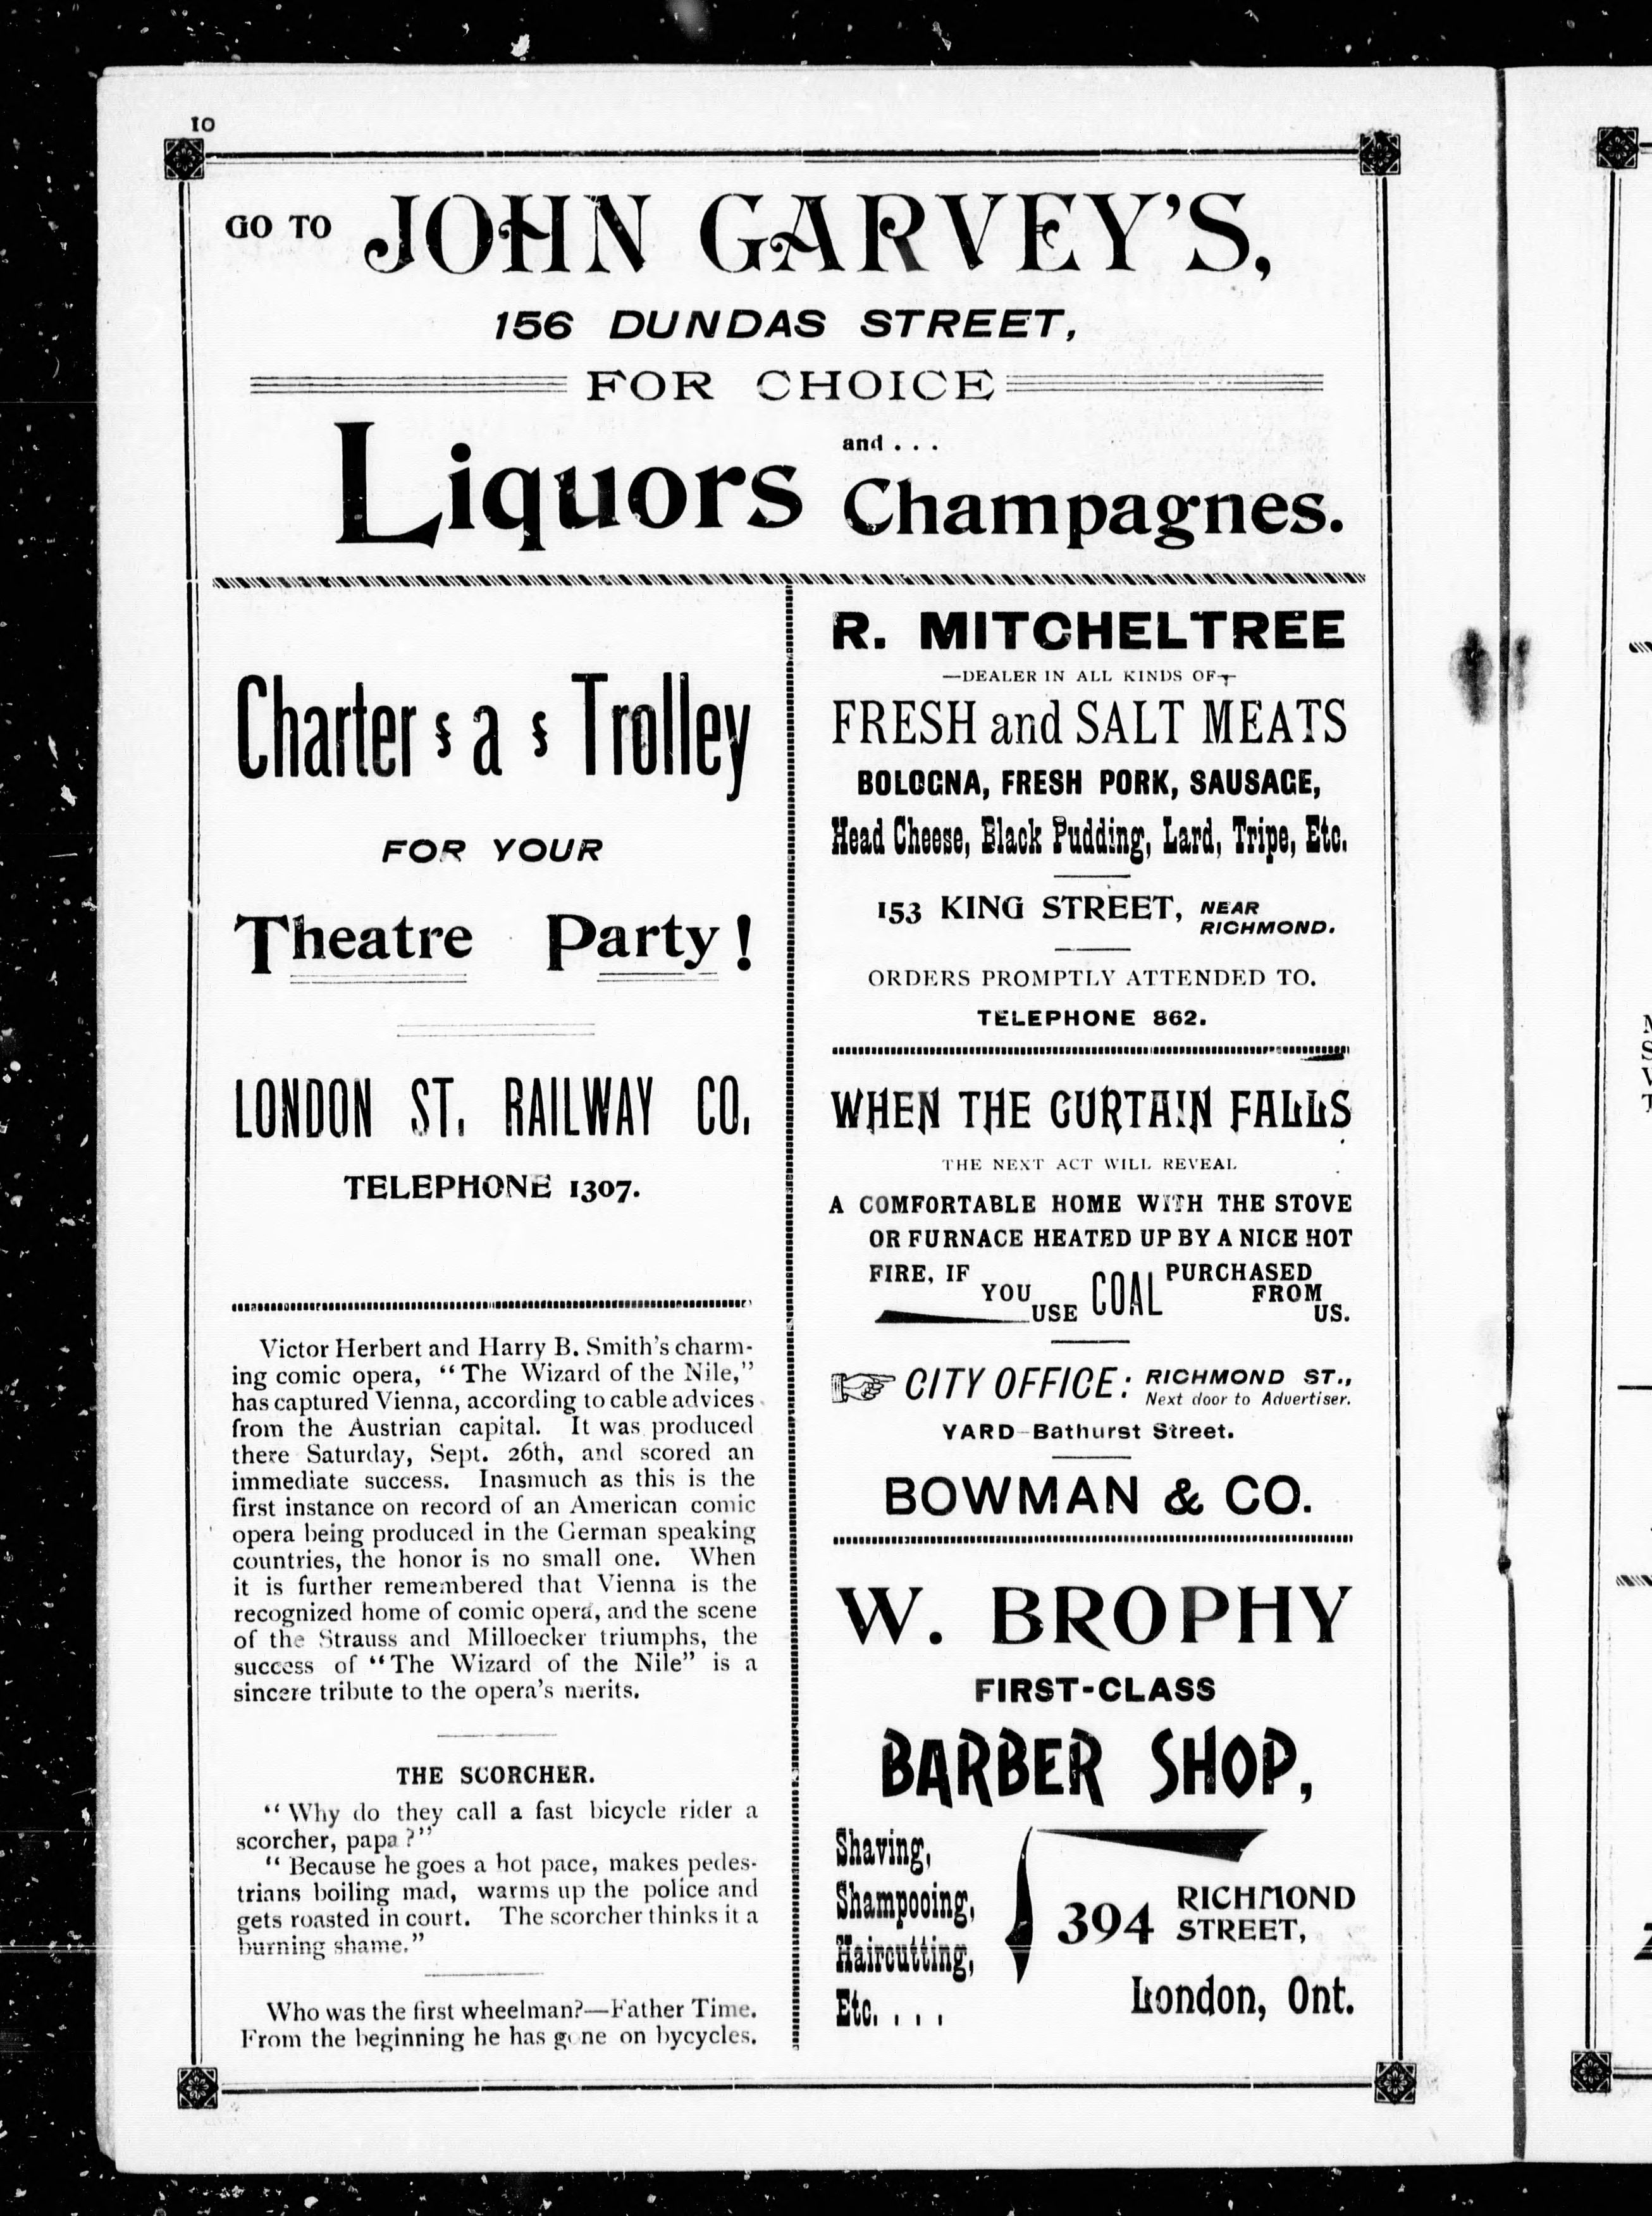 10
GO TO JOHN GARVEY'S,
156 DUNDAS STREET,
FOR CHOICE
Liquors and . . . Champagnes.
Charter a Trolley
FOR YOUR
Theatre Party!
LONDON ST. RAILWAY CO.
TELEPHONE 1307.
Victor Herbert and Harry B. Smith's charm-
ing comic opera, "The Wizard of the Nile,"
has captured Vienna, according to cable advices
from the Austrian capital. It was produced
there Saturday, Sept. 26th, and scored an
immediate success. Inasmuch as this is the
first instance on record of an American comic
opera being produced in the German speaking
countries, the honor is no small one. When
it is further remembered that Vienna is the
recognized home of comic opera, and the scene
of the Strauss and Milloecker triumphs, the
success of "The Wizard of the Nile" is a
sincere tribute to the opera's merits.
THE SCORCHER.
"Why do they call a fast bicycle rider a
scorcher, papa?"
"Because he goes a hot pace, makes pedes-
trians boiling mad, warms up the police and
gets roasted in court. The scorcher thinks it a
burning shame."
Who was the first wheelman?—Father Time.
From the beginning he has gone on bycycles.
R. MITCHELTREE
—DEALER IN ALL KINDS OF—
FRESH and SALT MEATS
BOLOGNA, FRESH PORK, SAUSAGE,
Head Cheese, Black Pudding, Lard, Tripe, Etc.
153 KING STREET, NEAR RICHMOND.
ORDERS PROMPTLY ATTENDED TO.
TELEPHONE 862.
WHEN THE CURTAIN FALLS
THE NEXT ACT WILL REVEAL
A COMFORTABLE HOME WITH THE STOVE
OR FURNACE HEATED UP BY A NICE HOT
FIRE, IF YOU USE COAL PURCHASED FROM US.
CITY OFFICE: RICHMOND ST.,
Next door to Advertiser.
YARD—Bathurst Street.
BOWMAN & CO.
W. BROPHY
FIRST-CLASS
BARBER SHOP,
Shaving,
Shampooing,
Haircutting,
Etc. . . .
394 RICHMOND STREET,
London, Ont.